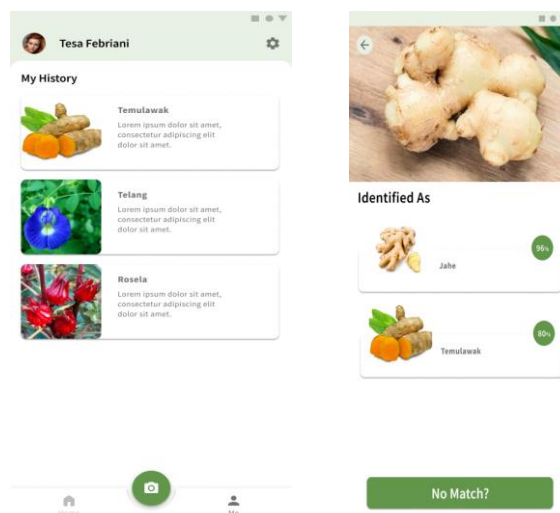 Tesa Febriani
My History
Temulawak
Lorem ipsum dolor sit amet,
consectetur adipiscing elit
dolor sit amet.
Telang
Lorem ipsum dolor sit amet,
consectetur adipiscing elit
dolor sit amet.
Rosela
Lorem ipsum dolor sit amet,
consectetur adipiscing elit
dolor sit amet.
Home
Me
Identified As
96%
Jahe
80%
Temulawak
No Match?